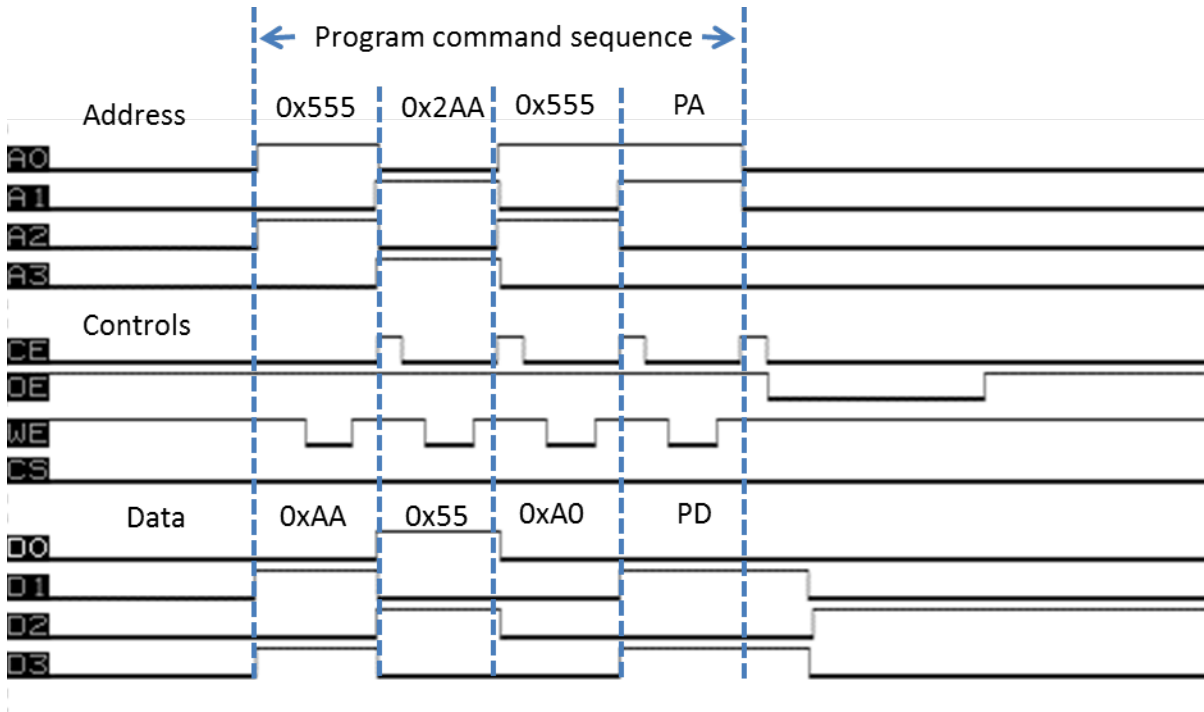 Program command sequence
Address 0x555 0x2AA 0x555 PA
A0
A1
A2
A3
Controls
CE
OE
WE
CS
Data 0xAA 0x55 0xA0 PD
D0
D1
D2
D3